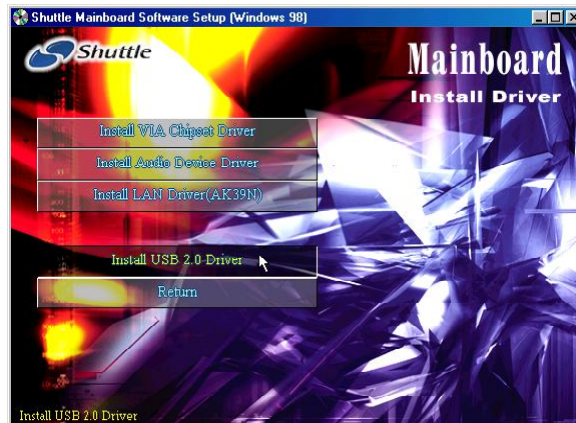 Shuttle Mainboard Software Setup (Windows 98)
Shuttle
Mainboard
Install Driver
Install VIA Chipset Driver
Install Audio Device Driver
Install LAN Driver(AK39N)
Install USB 2.0 Driver
Return
Install USB 2.0 Driver